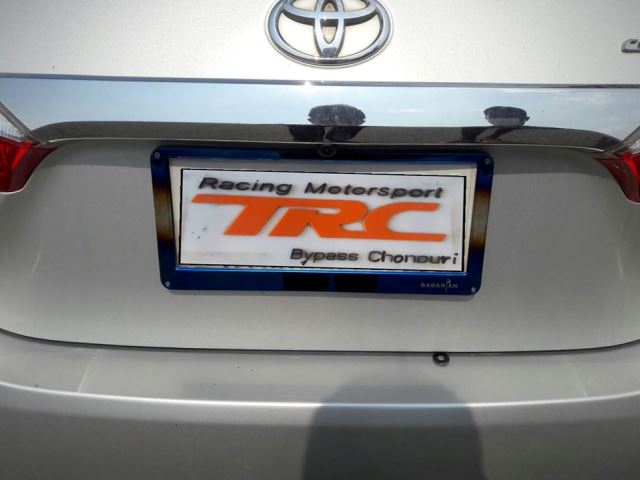 Racing Motorsport
TRC
Bypass Chonburi
BABARIAN